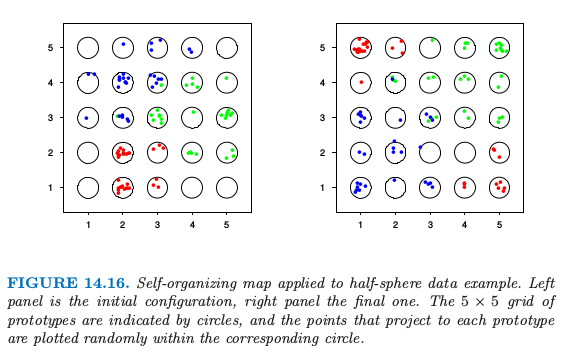 5
4
3
2
1
1 2 3 4 5
5
4
3
2
1
1 2 3 4 5
FIGURE 14.16. Self-organizing map applied to half-sphere data example. Left
panel is the initial configuration, right panel the final one. The 5 × 5 grid of
prototypes are indicated by circles, and the points that project to each prototype
are plotted randomly within the corresponding circle.